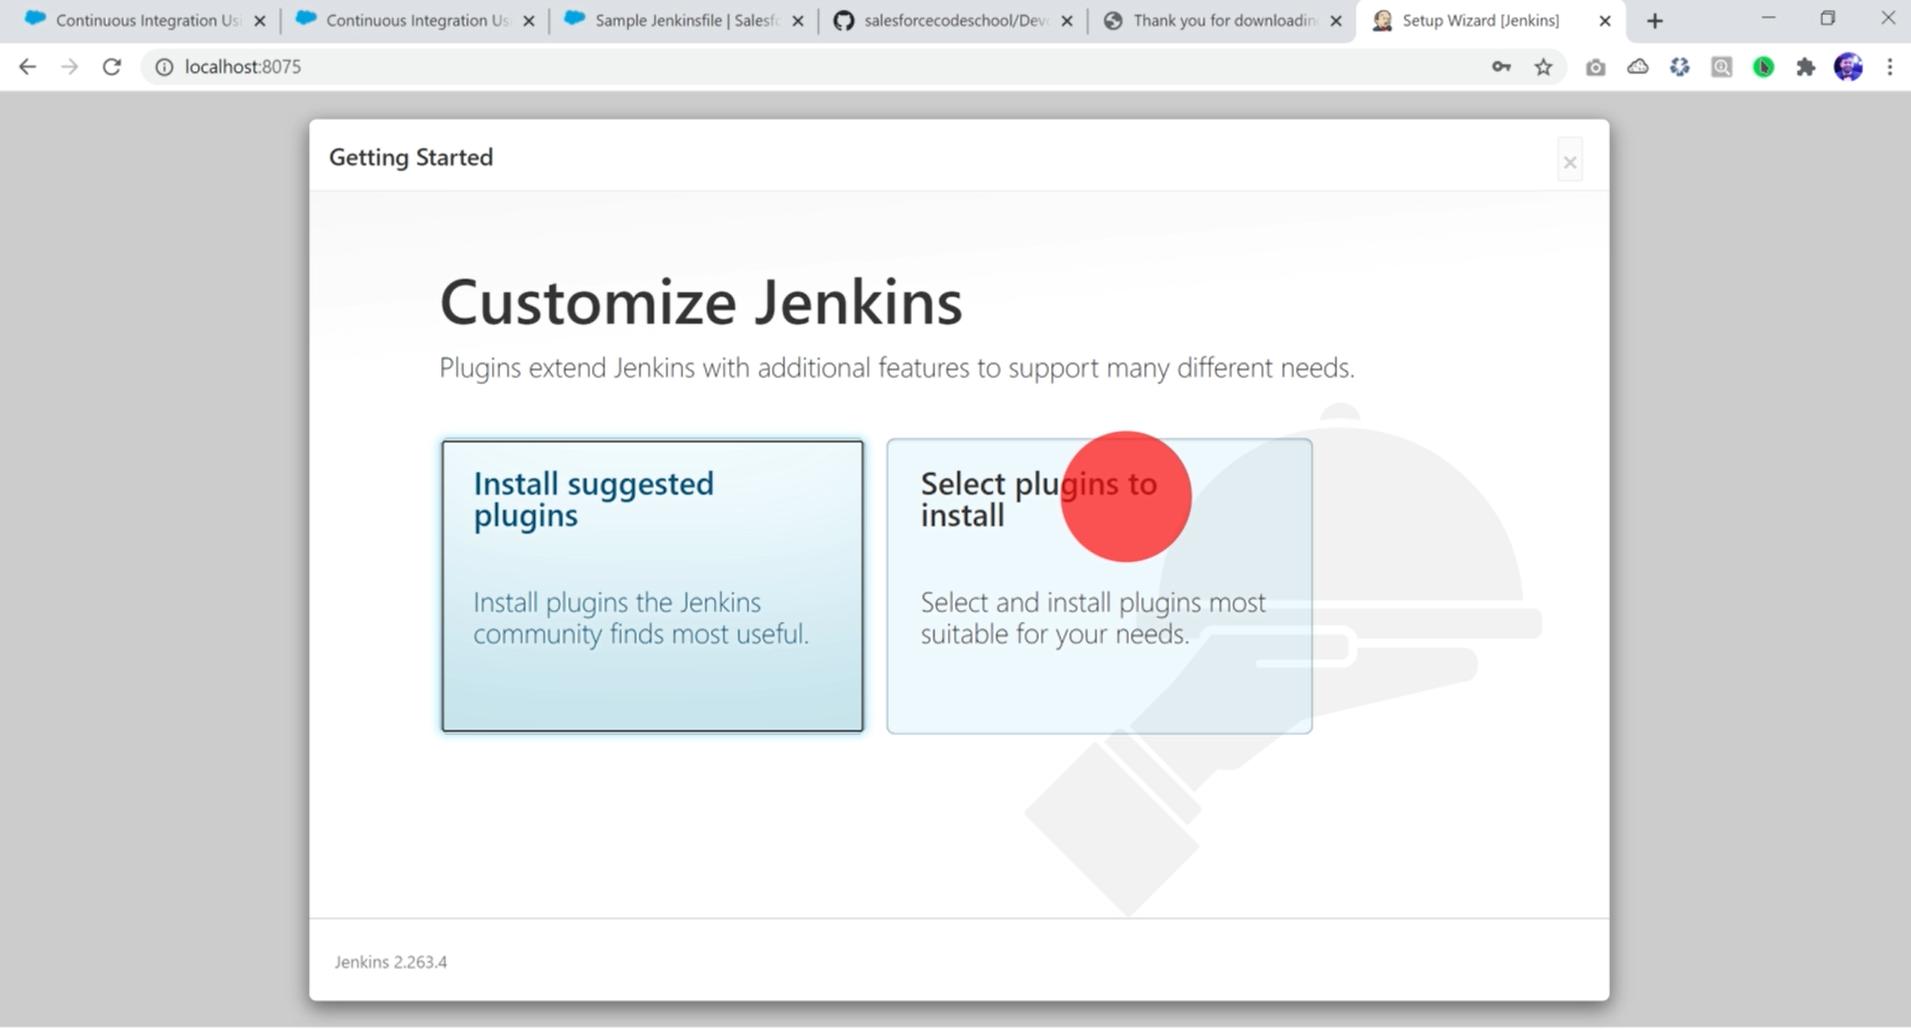 Continuous Integration Usi
Continuous Integration Us
Sample Jenkinsfile | Salesfo
salesforcecodeschool/Devo
Thank you for downloadin
Setup Wizard [Jenkins]
localhost:8075
Getting Started
Customize Jenkins
Plugins extend Jenkins with additional features to support many different needs.
Install suggested
plugins
Install plugins the Jenkins
community finds most useful.
Select plugins to
install
Select and install plugins most
suitable for your needs.
Jenkins 2.263.4